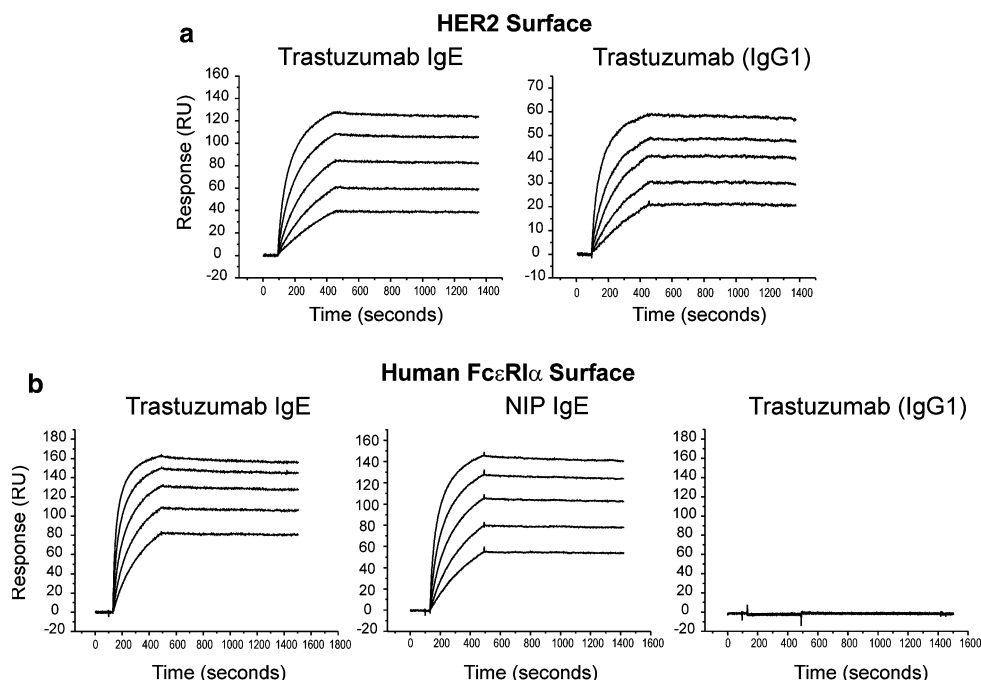 a
HER2 Surface
Trastuzumab IgE
Trastuzumab (IgG1)
Response (RU)
160
140
120
100
80
60
40
20
0
-20
0 200 400 600 800 1000 1200 1400
Time (seconds)
70
60
50
40
30
20
10
0
-10
0 200 400 600 800 1000 1200 1400
Time (seconds)
b
Human FcεRIα Surface
Trastuzumab IgE
NIP IgE
Trastuzumab (IgG1)
Response (RU)
180
160
140
120
100
80
60
40
20
0
-20
0 200 400 600 800 1000 1200 1400 1600 1800
Time (seconds)
160
140
120
100
80
60
40
20
0
-20
0 200 400 600 800 1000 1200 1400 1600
Time (seconds)
180
160
140
120
100
80
60
40
20
0
-20
0 200 400 600 800 1000 1200 1400 1600
Time (seconds)